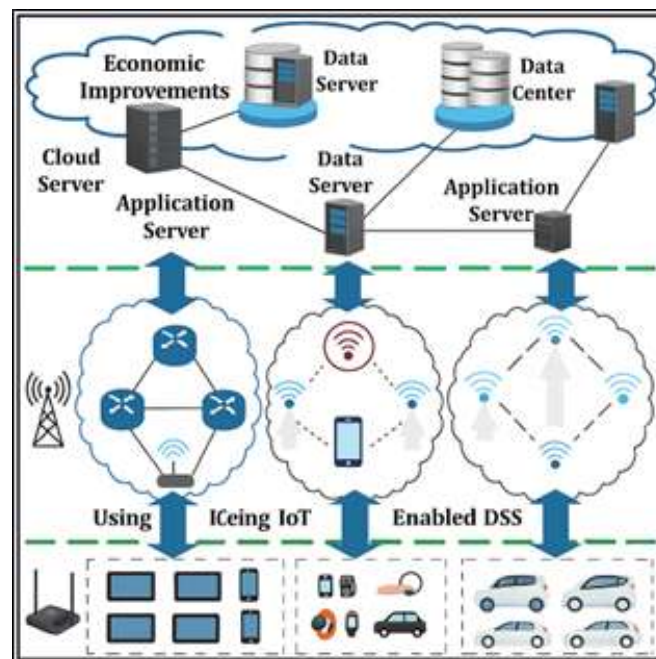 Economic
Improvements
Data
Server
Data
Center
Cloud
Server
Data
Server
Application
Server
Application
Server
Using ICeing IoT Enabled DSS